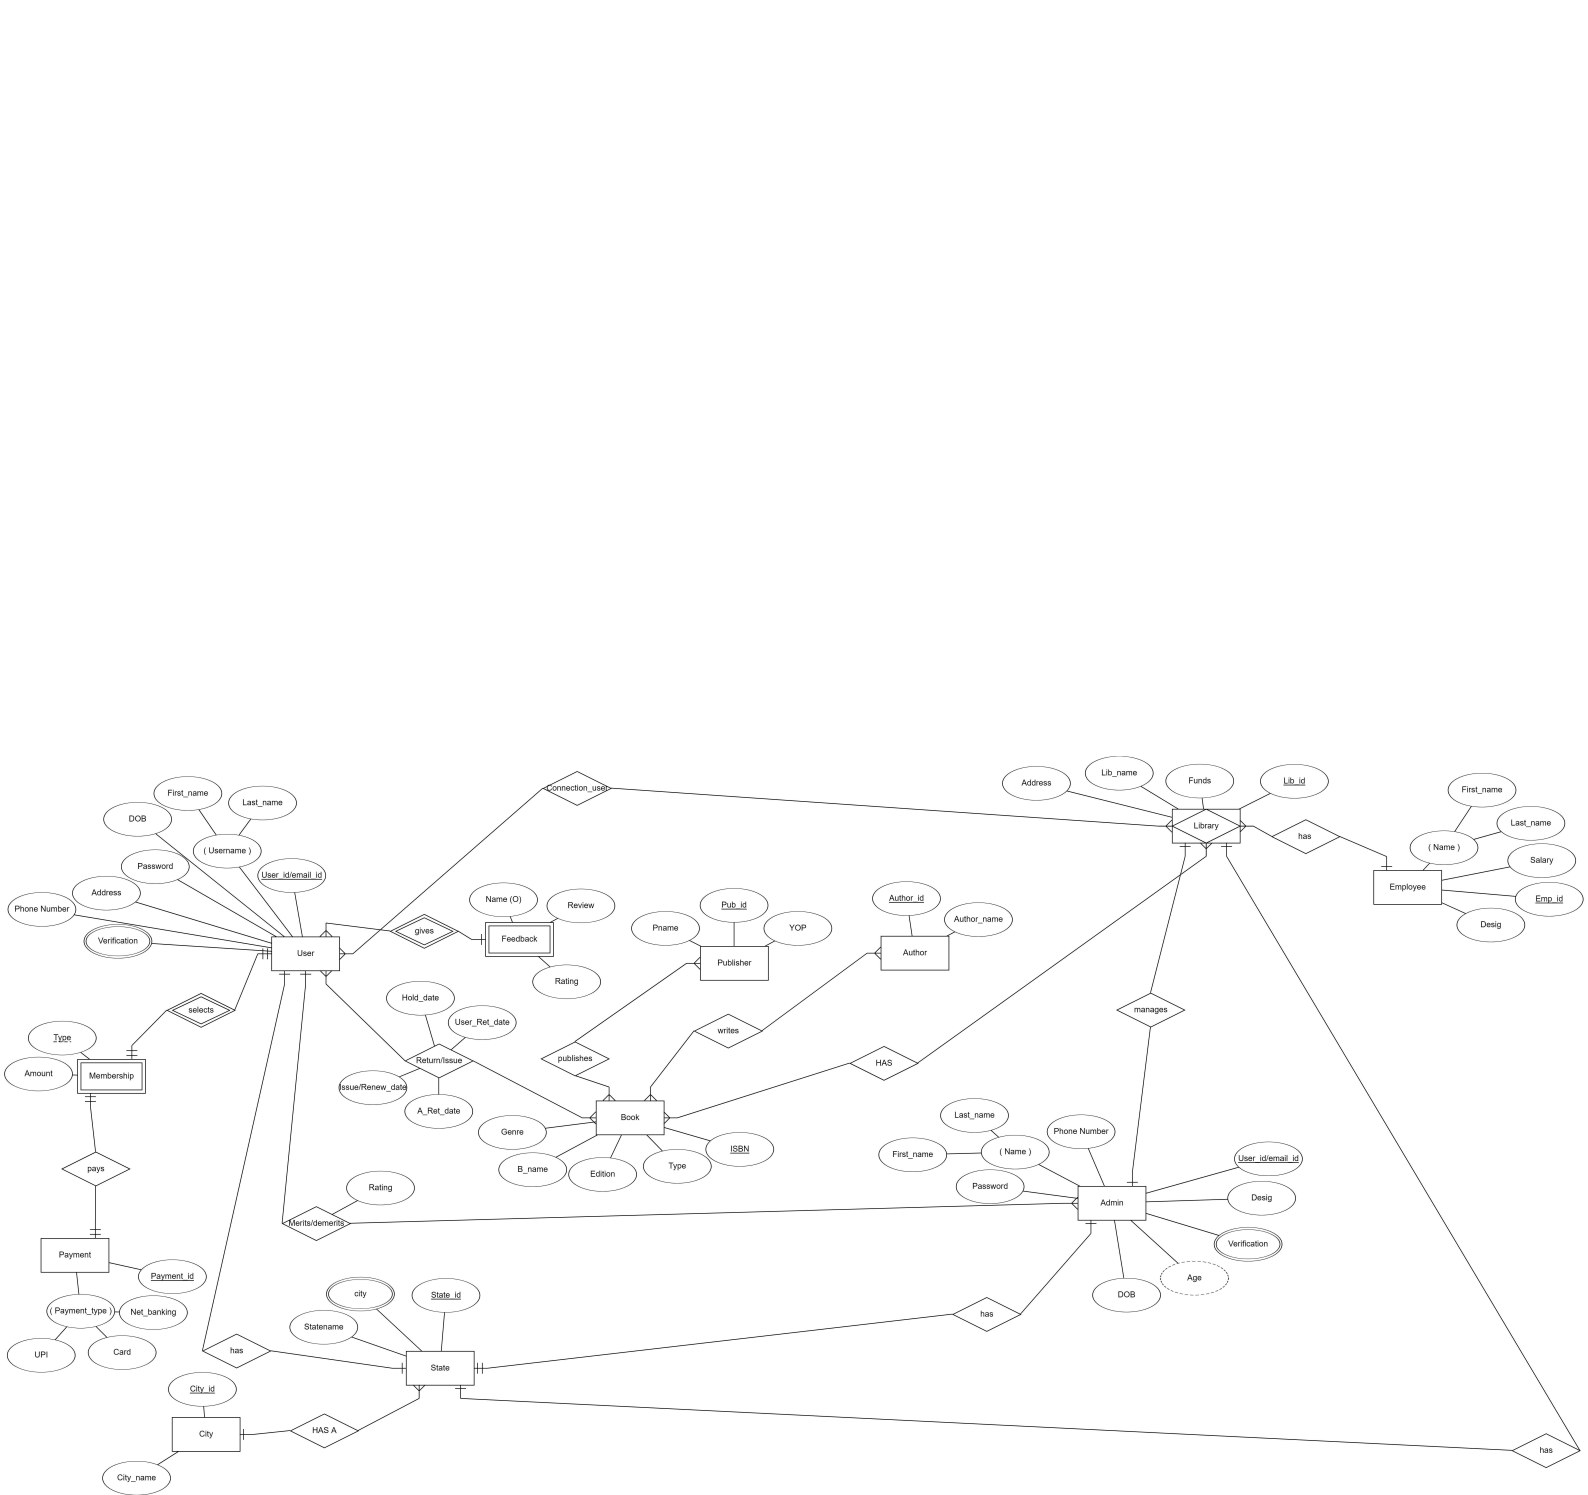 Lib_name
Address
Funds
Lib_id
Connection_user
First_name
First_name
Last_name
DOB
Library
Last_name
has
( Name )
( Username )
Password
Salary
User_id/email_id
Employee
Address
Emp_id
Phone Number
Name (O)
Review
Pub_id
Author_id
Author_name
Desig
Pname
YOP
gives
Verification
Feedback
User
Author
Publisher
Rating
Hold_date
selects
manages
User_Ret_date
writes
Type
publishes
Return/Issue
HAS
Amount
Membership
Issue/Renew_date
A_Ret_date
Last_name
Book
Genre
Phone Number
ISBN
First_name
( Name )
User_id/email_id
Type
B_name
pays
Edition
Password
Rating
Desig
Admin
Merits/demerits
Verification
Payment
Payment_id
Age
city
State_id
DOB
( Payment_type )
Net_banking
has
Statename
UPI
Card
has
State
City_id
HAS A
City
has
City_name